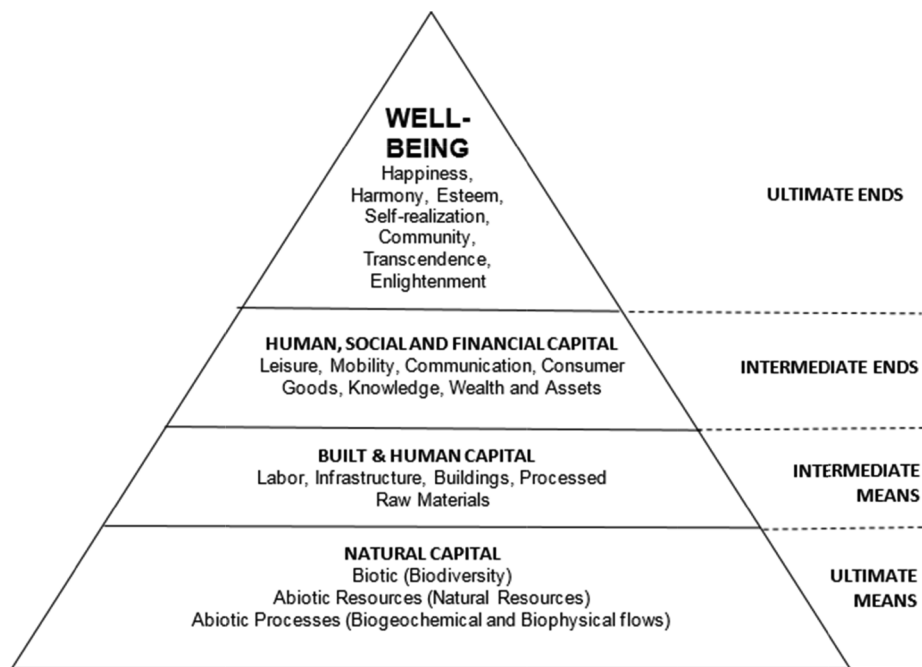 WELL-
BEING
Happiness,
Harmony, Esteem,
Self-realization,
Community,
Transcendence,
Enlightenment
ULTIMATE ENDS
HUMAN, SOCIAL AND FINANCIAL CAPITAL
Leisure, Mobility, Communication, Consumer
Goods, Knowledge, Wealth and Assets
INTERMEDIATE ENDS
BUILT & HUMAN CAPITAL
Labor, Infrastructure, Buildings, Processed
Raw Materials
INTERMEDIATE
MEANS
NATURAL CAPITAL
Biotic (Biodiversity)
Abiotic Resources (Natural Resources)
Abiotic Processes (Biogeochemical and Biophysical flows)
ULTIMATE
MEANS